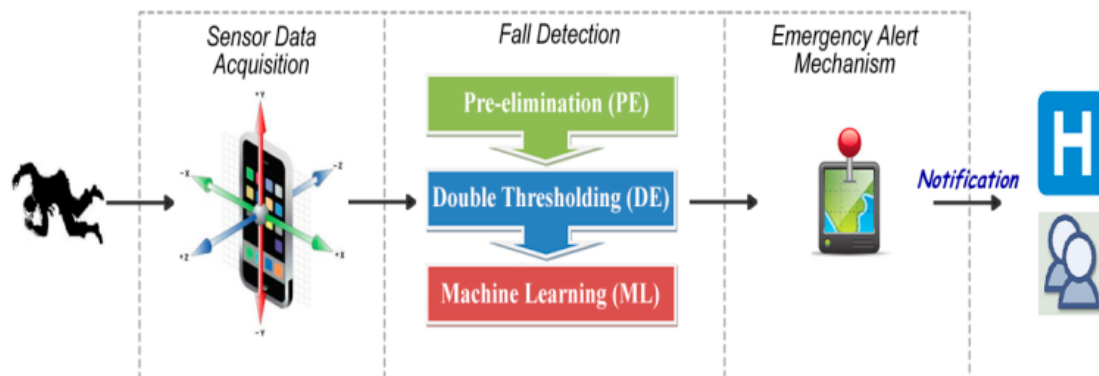 Sensor Data
Acquisition
Fall Detection
Emergency Alert
Mechanism
+Y
-X
-Z
+Z
+X
-Y
Pre-elimination (PE)
Double Thresholding (DE)
Machine Learning (ML)
Notification
H